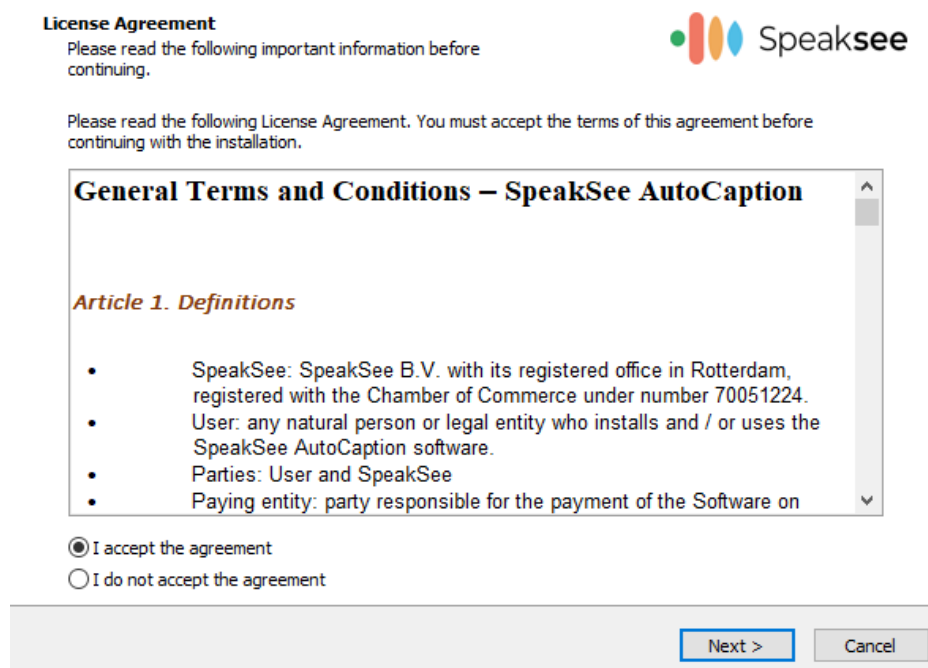 License Agreement
Please read the following important information before
continuing.
Speaksee
Please read the following License Agreement. You must accept the terms of this agreement before
continuing with the installation.
General Terms and Conditions – SpeakSee AutoCaption
Article 1. Definitions
• SpeakSee: SpeakSee B.V. with its registered office in Rotterdam,
registered with the Chamber of Commerce under number 70051224.
• User: any natural person or legal entity who installs and / or uses the
SpeakSee AutoCaption software.
• Parties: User and SpeakSee
• Paying entity: party responsible for the payment of the Software on
I accept the agreement
I do not accept the agreement
Next >
Cancel